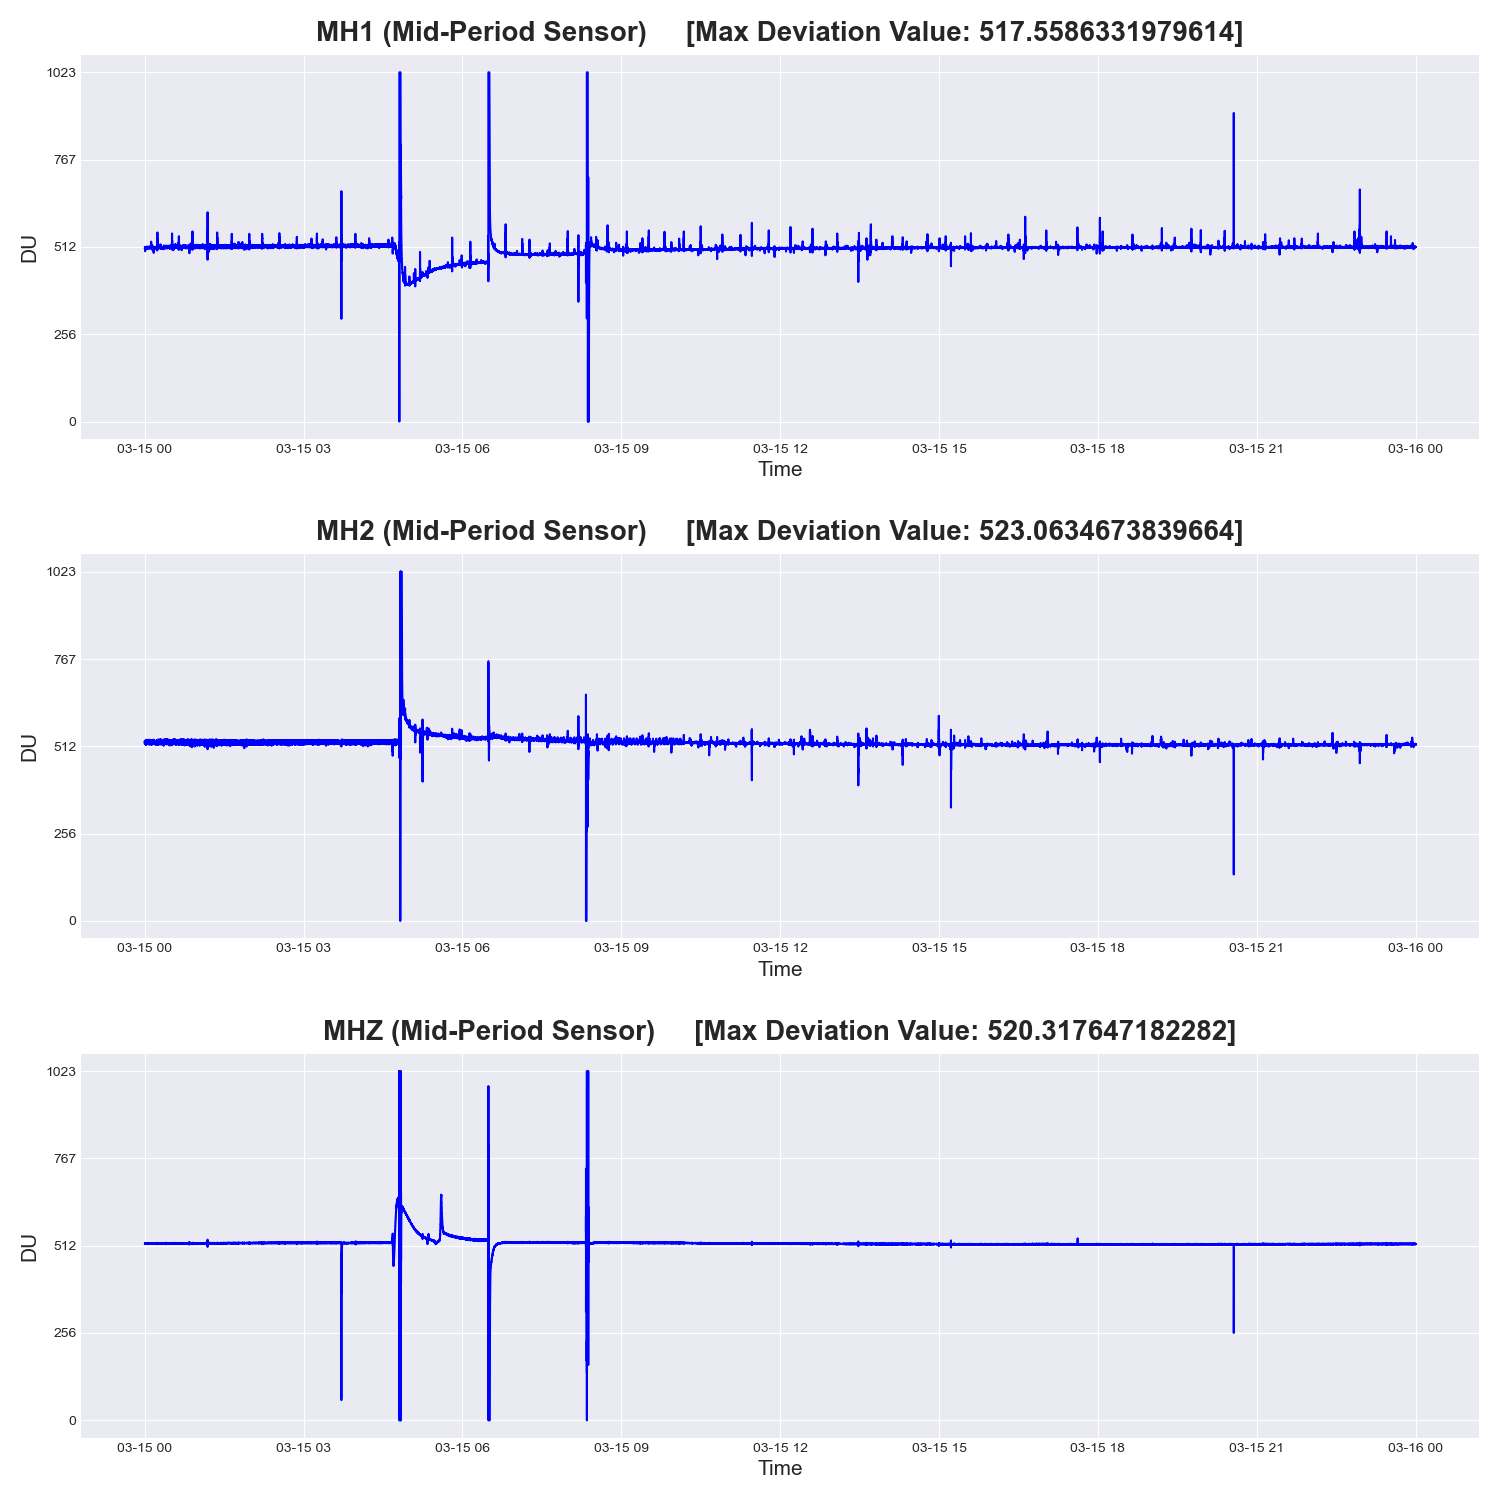 MH1 (Mid-Period Sensor) [Max Deviation Value: 517.5586331979614]
1023
767
512
256
0
DU
03-15 00 03-15 03 03-15 06 03-15 09 03-15 12 03-15 15 03-15 18 03-15 21 03-16 00
Time
MH2 (Mid-Period Sensor) [Max Deviation Value: 523.0634673839664]
1023
767
512
256
0
DU
03-15 00 03-15 03 03-15 06 03-15 09 03-15 12 03-15 15 03-15 18 03-15 21 03-16 00
Time
MHZ (Mid-Period Sensor) [Max Deviation Value: 520.317647182282]
1023
767
512
256
0
DU
03-15 00 03-15 03 03-15 06 03-15 09 03-15 12 03-15 15 03-15 18 03-15 21 03-16 00
Time